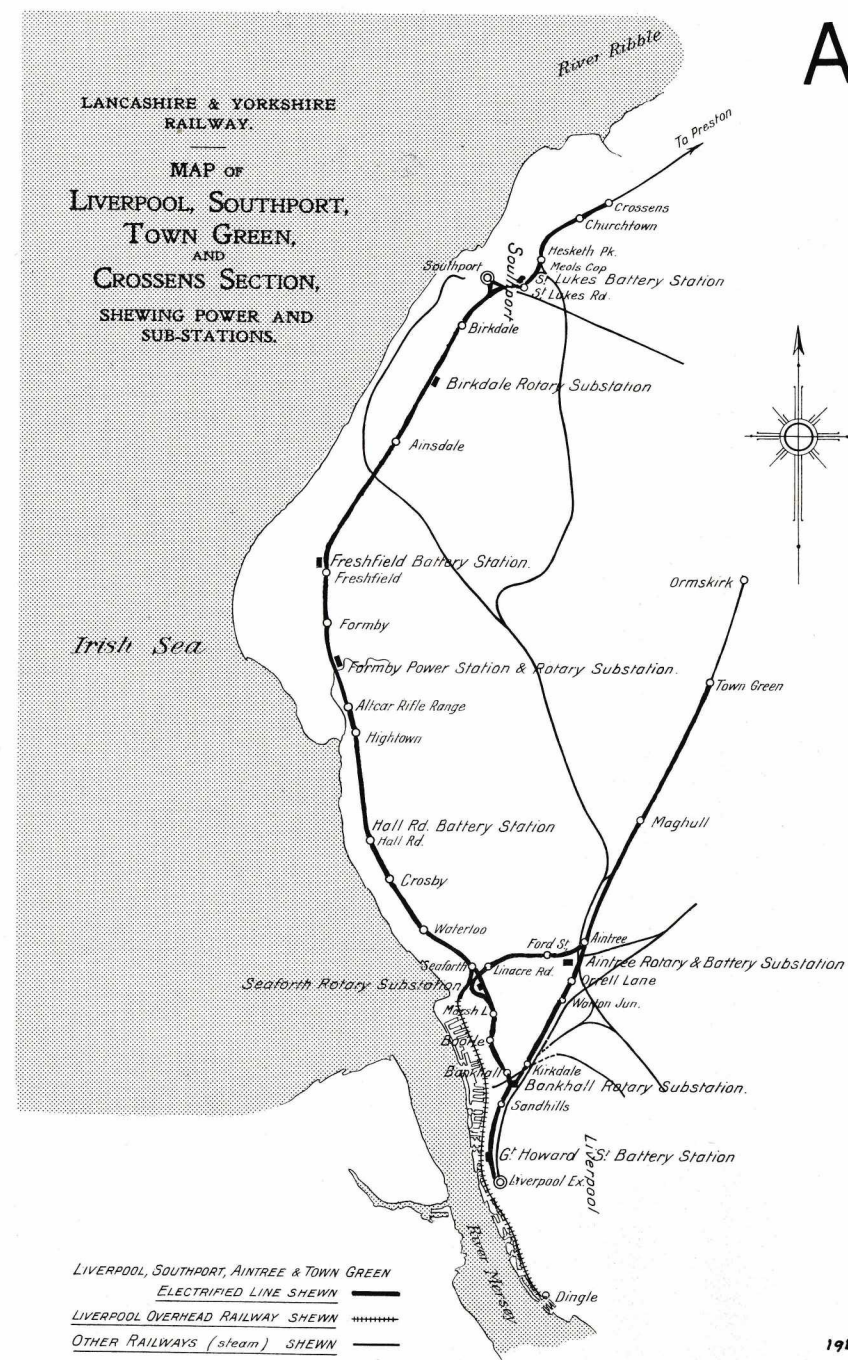 LANCASHIRE & YORKSHIRE
RAILWAY.
MAP OF
LIVERPOOL, SOUTHPORT,
TOWN GREEN,
AND
CROSSENS SECTION,
SHEWING POWER AND
SUB-STATIONS.
A
River Ribble
To Preston
Crossens
Churchtown
Hesketh Pk.
Meols Cop
Southport
Southport
St Lukes Battery Station
St Lukes Rd.
Birkdale
Birkdale Rotary Substation
Ainsdale
Freshfield Battery Station.
Freshfield
Ormskirk
Formby
Irish Sea
Formby Power Station & Rotary Substation.
Town Green
Altcar Rifle Range
Hightown
Hall Rd. Battery Station
Hall Rd.
Maghull
Crosby
Waterloo
Ford St.
Aintree
Seaforth
Linacre Rd.
Aintree Rotary & Battery Substation
Seaforth Rotary Substation
Orrell Lane
Walton Jun.
Marsh L.
Bootle
Bankhall
Kirkdale
Bankhall Rotary Substation.
Sandhills
Liverpool
Gt Howard St Battery Station
Liverpool Ex.
River Mersey
Dingle
LIVERPOOL, SOUTHPORT, AINTREE & TOWN GREEN
ELECTRIFIED LINE SHEWN
LIVERPOOL OVERHEAD RAILWAY SHEWN
OTHER RAILWAYS (steam) SHEWN